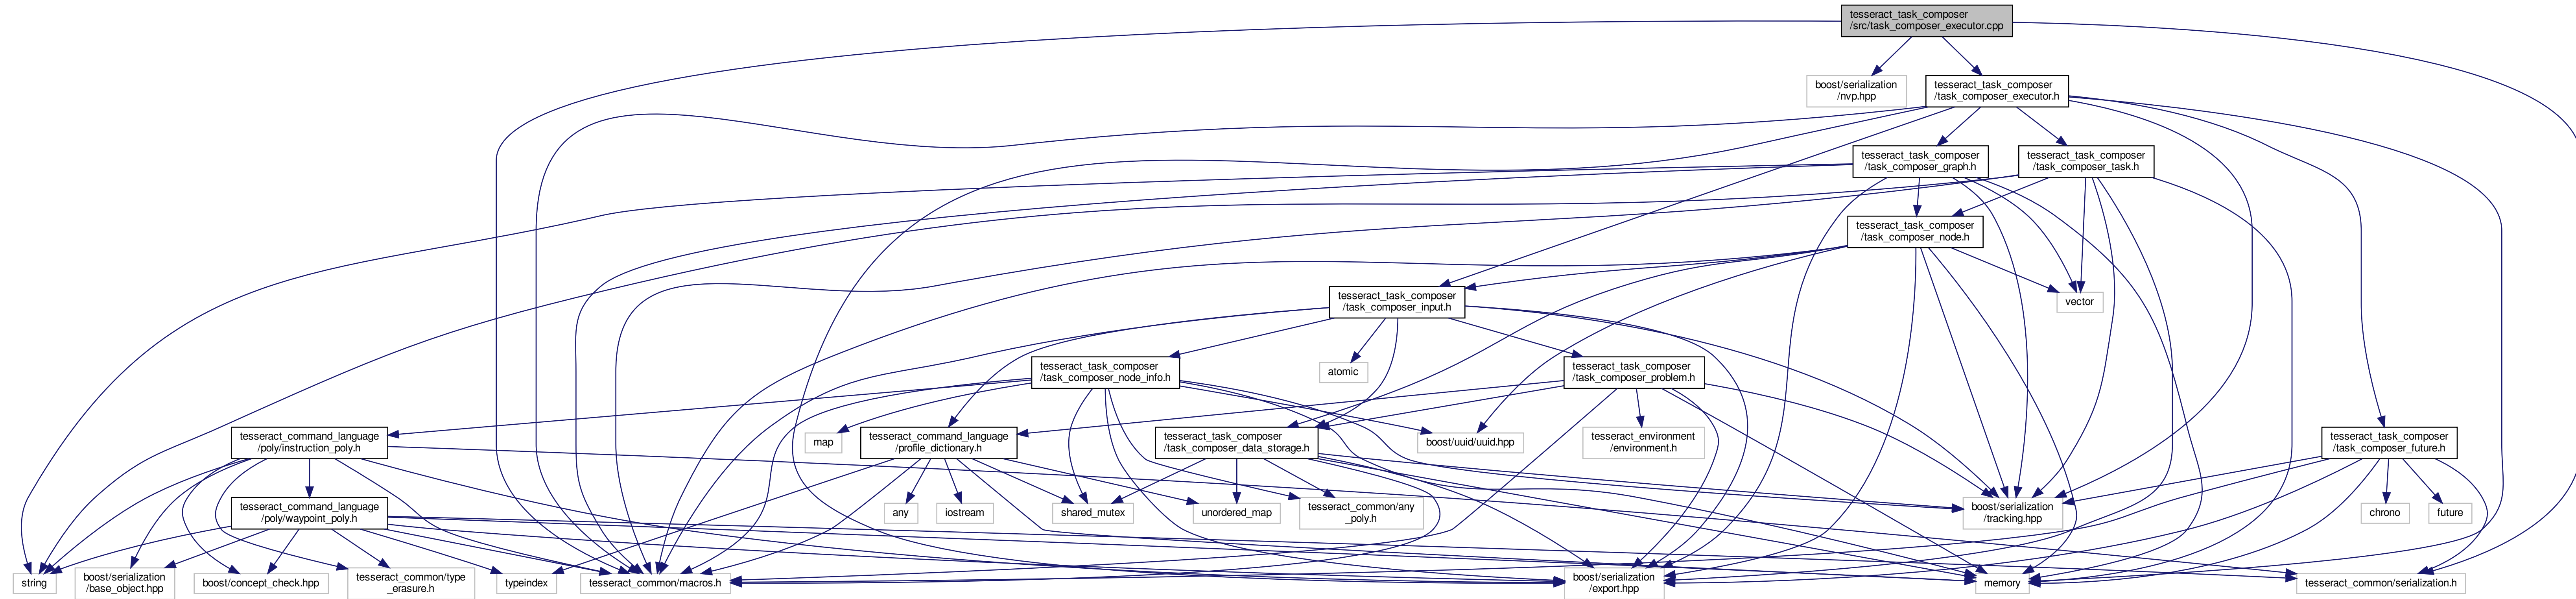 tesseract_task_composer
/src/task_composer_executor.cpp
boost/serialization
/nvp.hpp
tesseract_task_composer
/task_composer_executor.h
tesseract_task_composer
/task_composer_graph.h
tesseract_task_composer
/task_composer_task.h
tesseract_task_composer
/task_composer_node.h
tesseract_task_composer
/task_composer_input.h
vector
tesseract_task_composer
/task_composer_node_info.h
atomic
tesseract_task_composer
/task_composer_problem.h
tesseract_command_language
/poly/instruction_poly.h
map
tesseract_command_language
/profile_dictionary.h
tesseract_task_composer
/task_composer_data_storage.h
boost/uuid/uuid.hpp
tesseract_environment
/environment.h
tesseract_task_composer
/task_composer_future.h
tesseract_command_language
/poly/waypoint_poly.h
any
iostream
shared_mutex
unordered_map
tesseract_common/any
_poly.h
boost/serialization
/tracking.hpp
chrono
future
string
boost/serialization
/base_object.hpp
boost/concept_check.hpp
tesseract_common/type
_erasure.h
typeindex
tesseract_common/macros.h
boost/serialization
/export.hpp
memory
tesseract_common/serialization.h